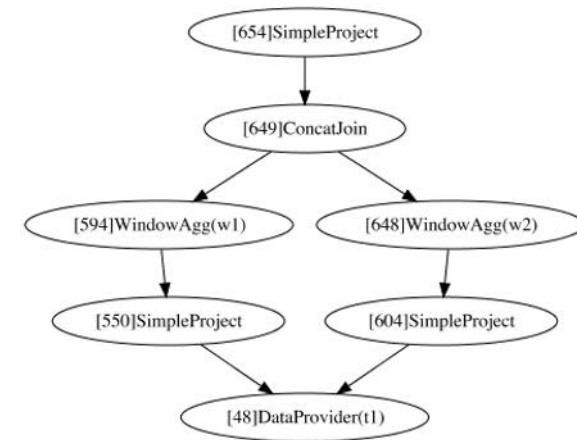 [654]SimpleProject
[649]ConcatJoin
[594]WindowAgg(w1)
[648]WindowAgg(w2)
[550]SimpleProject
[604]SimpleProject
[48]DataProvider(t1)